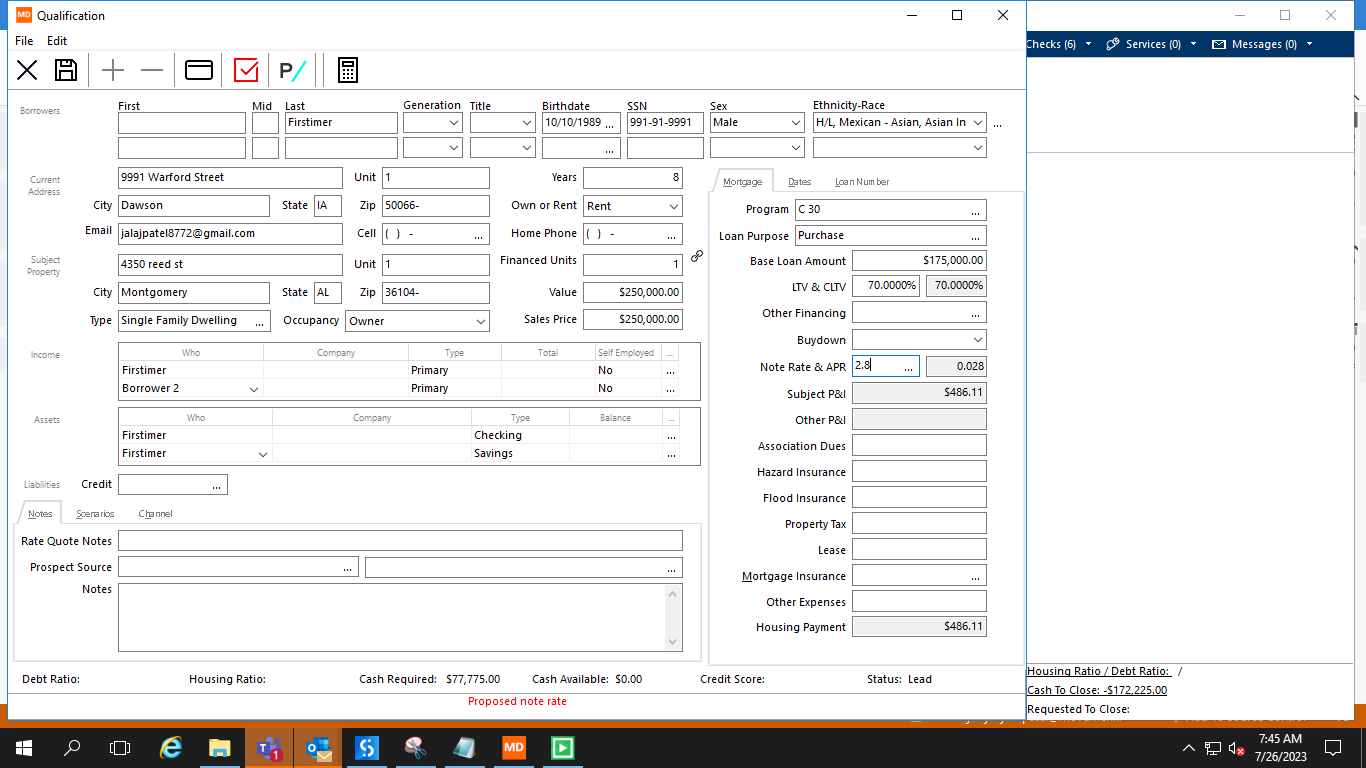 MD Qualification
File Edit
P/
Checks (6) Services (0) Messages (0)
Borrowers First Mid Last Generation Title Birthdate SSN Sex Ethnicity-Race
Firstimer 10/10/1989 ... 991-91-9991 Male H/L, Mexican - Asian, Asian In ...
...
Current Address
9991 Warford Street Unit 1 Years 8
City Dawson State IA Zip 50066- Own or Rent Rent
Email jalajpatel8772@gmail.com Cell ( ) - ... Home Phone ( ) - ...
Subject Property
4350 reed st Unit 1 Financed Units 1
City Montgomery State AL Zip 36104- Value $250,000.00
Type Single Family Dwelling ... Occupancy Owner Sales Price $250,000.00
Income Who Company Type Total Self Employed ...
Firstimer Primary No ...
Borrower 2 Primary No ...
Assets Who Company Type Balance ...
Firstimer Checking ...
Firstimer Savings ...
Liabilities Credit ...
Notes Scenarios Channel
Rate Quote Notes
Prospect Source ... ...
Notes
Mortgage Dates Loan Number
Program C 30 ...
Loan Purpose Purchase ...
Base Loan Amount $175,000.00
LTV & CLTV 70.0000% 70.0000%
Other Financing ...
Buydown
Note Rate & APR 2.8 ... 0.028
Subject P&I $486.11
Other P&I
Association Dues
Hazard Insurance
Flood Insurance
Property Tax
Lease
Mortgage Insurance ...
Other Expenses
Housing Payment $486.11
Debt Ratio: Housing Ratio: Cash Required: $77,775.00 Cash Available: $0.00 Credit Score: Status: Lead
Proposed note rate
Housing Ratio / Debt Ratio: /
Cash To Close: -$172,225.00
Requested To Close:
1 MD
7:45 AM
7/26/2023